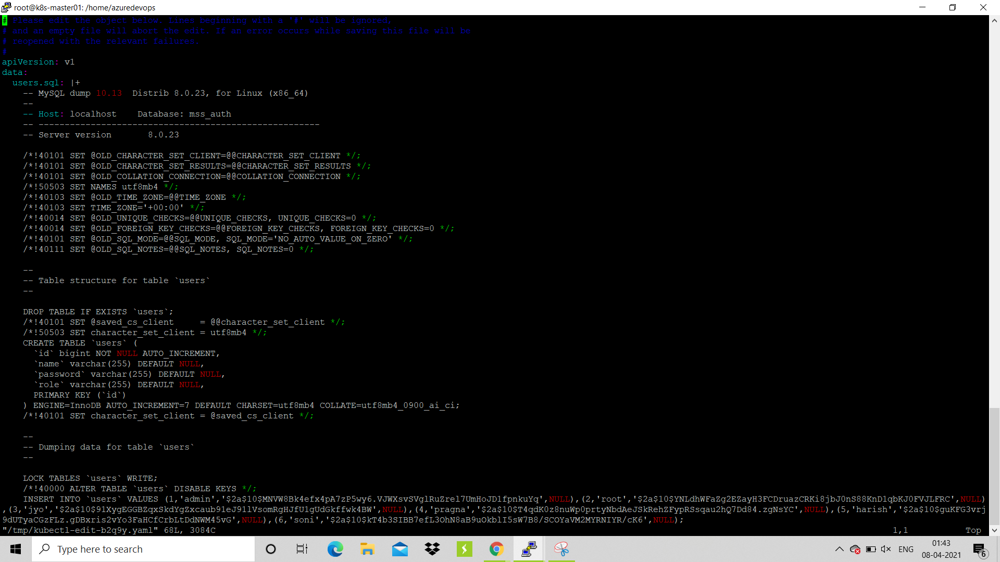 root@k8s-master01: /home/azuredevops
# Please edit the object below. Lines beginning with a '#' will be ignored,
# and an empty file will abort the edit. If an error occurs while saving this file will be
# reopened with the relevant failures.
#
apiVersion: v1
data:
  users.sql: |+
    -- MySQL dump 10.13  Distrib 8.0.23, for Linux (x86_64)
    --
    -- Host: localhost    Database: mss_auth
    -- ------------------------------------------------------
    -- Server version       8.0.23
    /*!40101 SET @OLD_CHARACTER_SET_CLIENT=@@CHARACTER_SET_CLIENT */;
    /*!40101 SET @OLD_CHARACTER_SET_RESULTS=@@CHARACTER_SET_RESULTS */;
    /*!40101 SET @OLD_COLLATION_CONNECTION=@@COLLATION_CONNECTION */;
    /*!50503 SET NAMES utf8mb4 */;
    /*!40103 SET @OLD_TIME_ZONE=@@TIME_ZONE */;
    /*!40103 SET TIME_ZONE='+00:00' */;
    /*!40014 SET @OLD_UNIQUE_CHECKS=@@UNIQUE_CHECKS, UNIQUE_CHECKS=0 */;
    /*!40014 SET @OLD_FOREIGN_KEY_CHECKS=@@FOREIGN_KEY_CHECKS, FOREIGN_KEY_CHECKS=0 */;
    /*!40101 SET @OLD_SQL_MODE=@@SQL_MODE, SQL_MODE='NO_AUTO_VALUE_ON_ZERO' */;
    /*!40111 SET @OLD_SQL_NOTES=@@SQL_NOTES, SQL_NOTES=0 */;
    --
    -- Table structure for table `users`
    --
    DROP TABLE IF EXISTS `users`;
    /*!40101 SET @saved_cs_client     = @@character_set_client */;
    /*!50503 SET character_set_client = utf8mb4 */;
    CREATE TABLE `users` (
      `id` bigint NOT NULL AUTO_INCREMENT,
      `name` varchar(255) DEFAULT NULL,
      `password` varchar(255) DEFAULT NULL,
      `role` varchar(255) DEFAULT NULL,
      PRIMARY KEY (`id`)
    ) ENGINE=InnoDB AUTO_INCREMENT=7 DEFAULT CHARSET=utf8mb4 COLLATE=utf8mb4_0900_ai_ci;
    /*!40101 SET character_set_client = @saved_cs_client */;
    --
    -- Dumping data for table `users`
    --
    LOCK TABLES `users` WRITE;
    /*!40000 ALTER TABLE `users` DISABLE KEYS */;
    INSERT INTO `users` VALUES (1,'admin','$2a$10$MNVW8Bk4efx4pA7zP5wy6.VJWXsvSVglRuZrel7UmHoJD1fpnkuYq',NULL),(2,'root','$2a$10$YNLdhWFaZg2EZayH3FCDruazCRKi8jbJ0nS88KnD1qbKJ0FVJLFRC',NULL)
,(3,'jyo','$2a$10$91XygEGGBZqxSkdYgZxcaub91eJ91lVsomRgHJfU1gUdGkffwk4BW',NULL),(4,'pragna','$2a$10$T4qdK0z8nuWp0prtyNbdAeJSkRehZFypRSsqau2hQ7Dd84.zgNsYC',NULL),(5,'harish','$2a$10$guKFG3vrj
9dUTyaCGzFLz.gDBxris2vYo3FaHCfCrbLtDdNWM45vG',NULL),(6,'soni','$2a$10$kT4b3SIBB7efL3OhN8aB9uOkblI5sW7B8/SCOYaVM2MYRNIYR/cK6',NULL);
"/tmp/kubectl-edit-b2q9y.yaml" 68L, 3084C 1,1 Top
Type here to search
ENG
01:43
08-04-2021
6